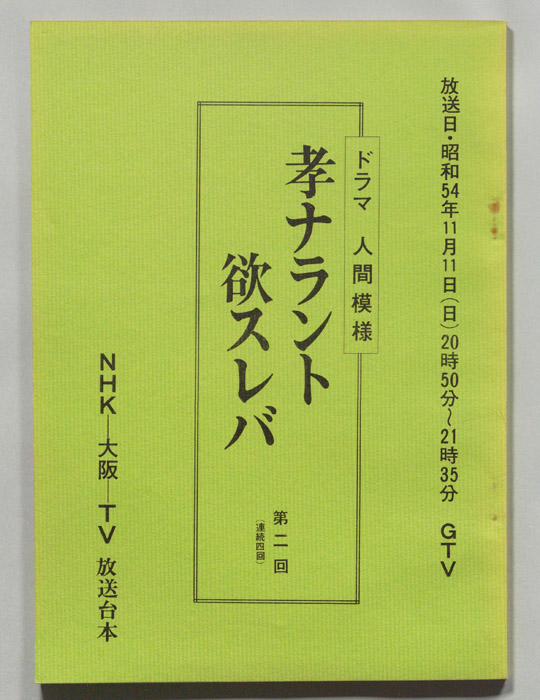 放送日・昭和54年11月11日(日)20時50分～21時35分 GTV
ドラマ 人間模様
孝ナラント
欲スレバ
第二回
(連続四回)
NHK―大阪―TV 放送台本